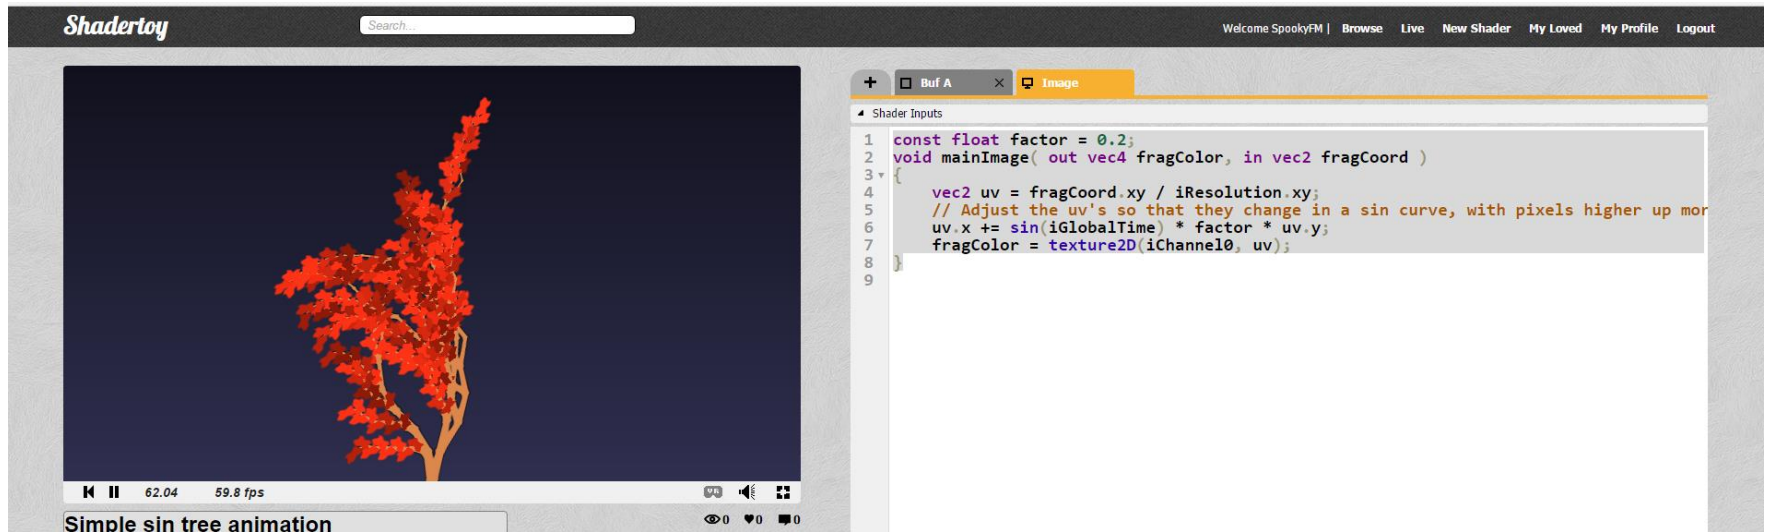 Shadertoy
Search...
Welcome SpookyFM | Browse Live New Shader My Loved My Profile Logout
+ Buf A × Image
Shader Inputs
1 const float factor = 0.2;
2 void mainImage( out vec4 fragColor, in vec2 fragCoord )
3 {
4 vec2 uv = fragCoord.xy / iResolution.xy;
5 // Adjust the uv's so that they change in a sin curve, with pixels higher up mor
6 uv.x += sin(iGlobalTime) * factor * uv.y;
7 fragColor = texture2D(iChannel0, uv);
8 }
9
62.04 59.8 fps
VR
Simple sin tree animation
0 0 0